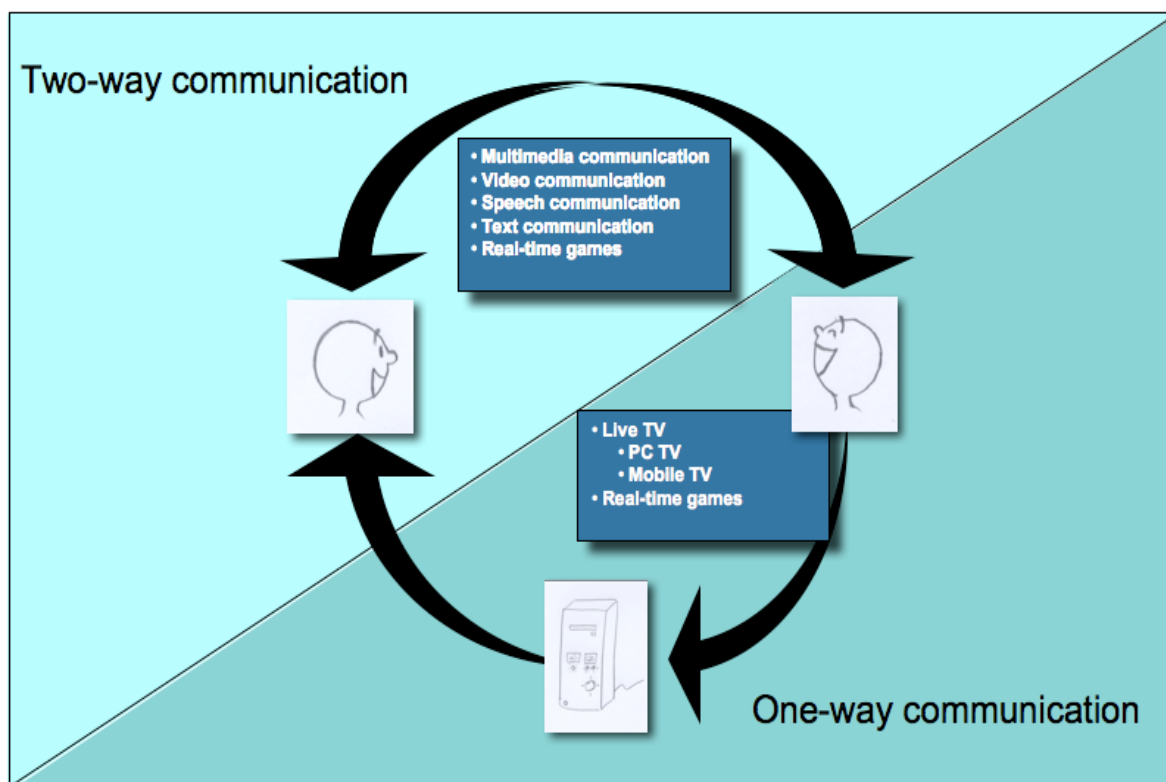 Two-way communication
• Multimedia communication
• Video communication
• Speech communication
• Text communication
• Real-time games
• Live TV
• PC TV
• Mobile TV
• Real-time games
One-way communication